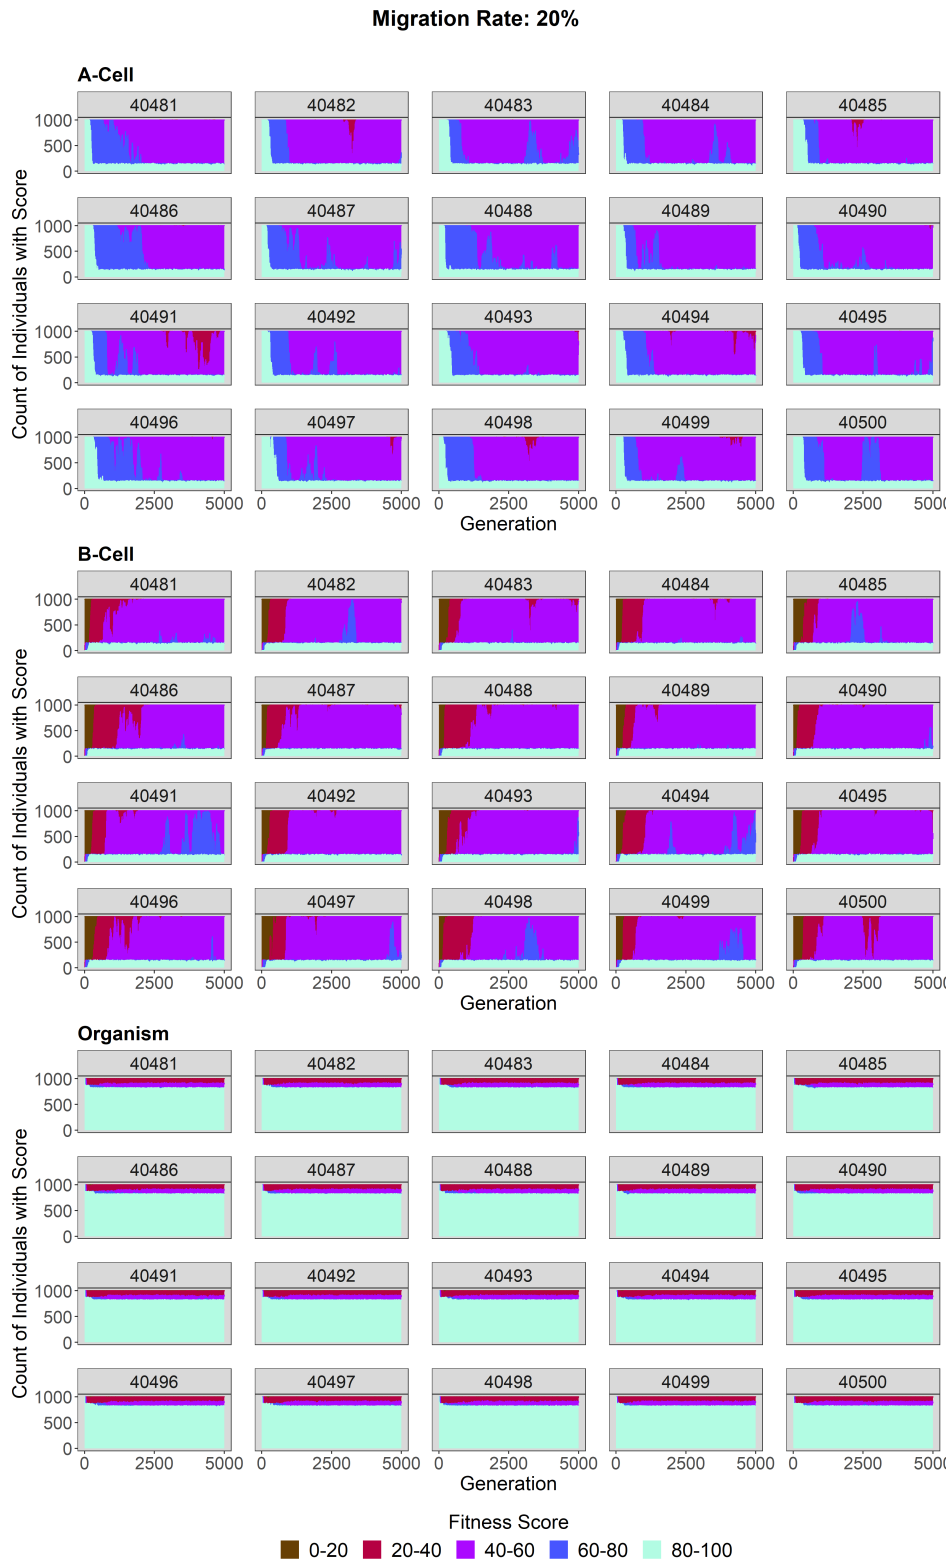 Migration Rate: 20%
A-Cell
Count of Individuals with Score
40481 40482 40483 40484 40485
1000
500
0
40486 40487 40488 40489 40490
1000
500
0
40491 40492 40493 40494 40495
1000
500
0
40496 40497 40498 40499 40500
1000
500
0
0 2500 5000 0 2500 5000 0 2500 5000 0 2500 5000 0 2500 5000
Generation
B-Cell
Count of Individuals with Score
40481 40482 40483 40484 40485
1000
500
0
40486 40487 40488 40489 40490
1000
500
0
40491 40492 40493 40494 40495
1000
500
0
40496 40497 40498 40499 40500
1000
500
0
0 2500 5000 0 2500 5000 0 2500 5000 0 2500 5000 0 2500 5000
Generation
Organism
Count of Individuals with Score
40481 40482 40483 40484 40485
1000
500
0
40486 40487 40488 40489 40490
1000
500
0
40491 40492 40493 40494 40495
1000
500
0
40496 40497 40498 40499 40500
1000
500
0
0 2500 5000 0 2500 5000 0 2500 5000 0 2500 5000 0 2500 5000
Generation
Fitness Score
0-20 20-40 40-60 60-80 80-100